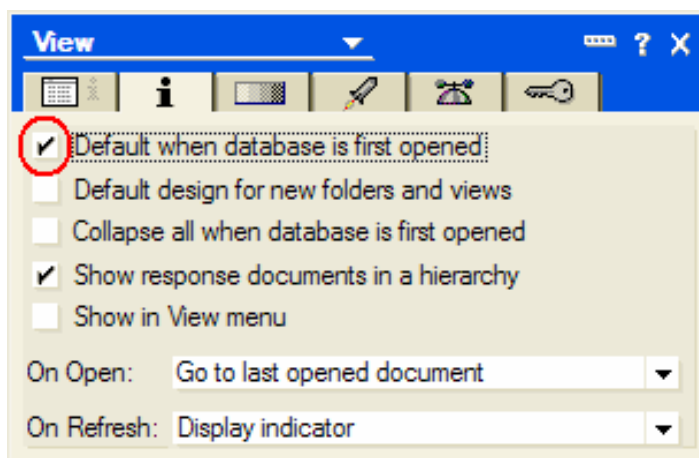 View ? X
i
Default when database is first opened
Default design for new folders and views
Collapse all when database is first opened
Show response documents in a hierarchy
Show in View menu
On Open: Go to last opened document
On Refresh: Display indicator